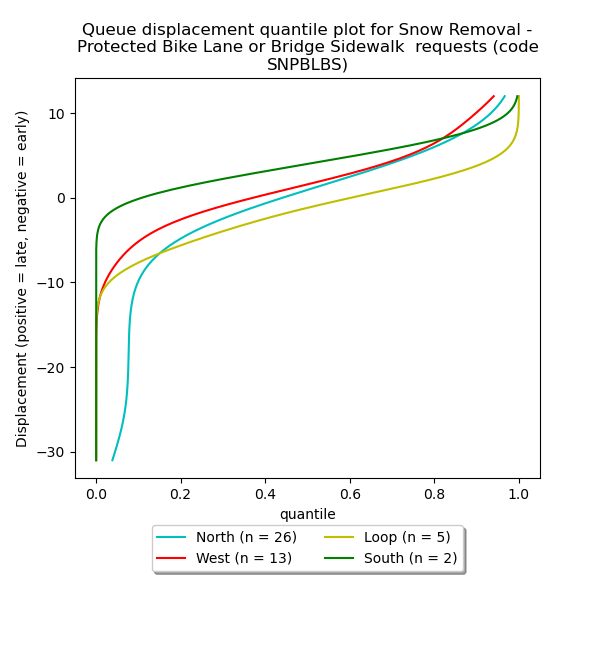 Queue displacement quantile plot for Snow Removal -
Protected Bike Lane or Bridge Sidewalk  requests (code
SNPBLBS)
Displacement (positive = late, negative = early)
10
0
−10
−20
−30
0.0 0.2 0.4 0.6 0.8 1.0
quantile
North (n = 26) Loop (n = 5)
West (n = 13) South (n = 2)